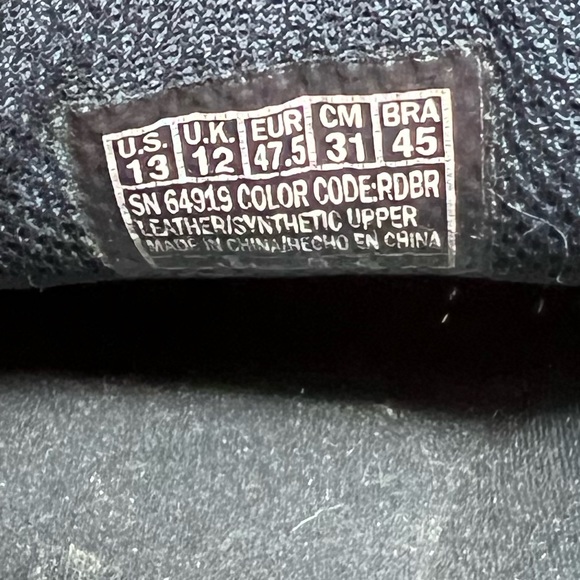 U.S. U.K. EUR CM BRA
13 12 47.5 31 45
SN 64919 COLOR CODE:RDBR
LEATHER/SYNTHETIC UPPER
MADE IN CHINA/HECHO EN CHINA